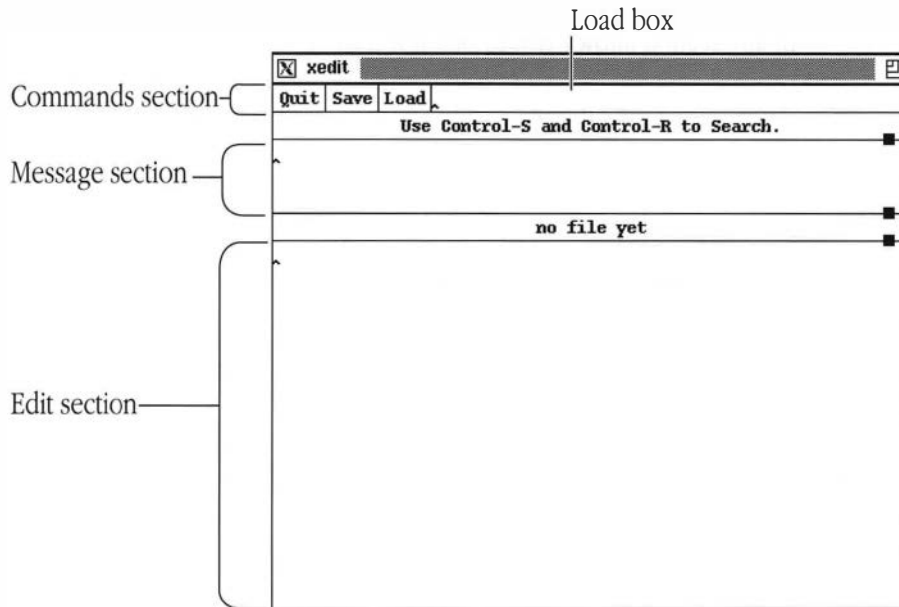 Load box
xedit
Commands section
Quit Save Load
Use Control-S and Control-R to Search.
Message section
no file yet
Edit section